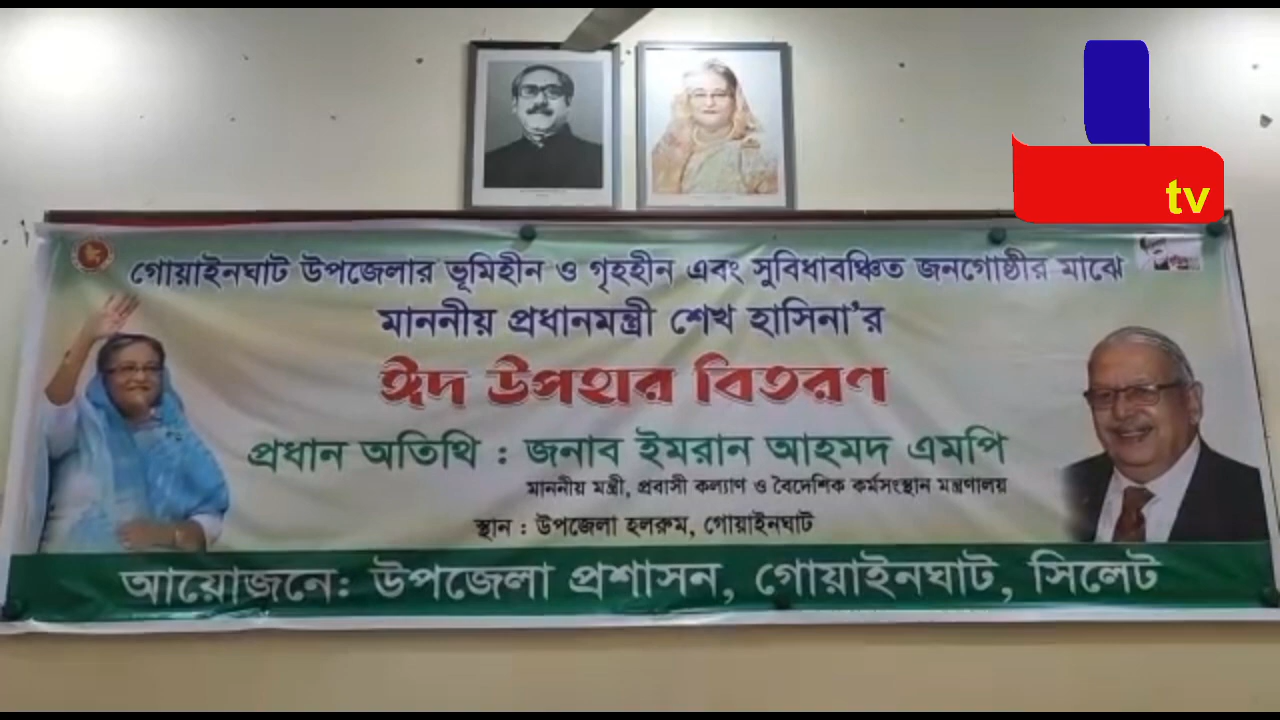 tv
গোয়াইনঘাট উপজেলার ভূমিহীন ও গৃহহীন এবং সুবিধাবঞ্চিত জনগোষ্ঠীর মাঝে
মাননীয় প্রধানমন্ত্রী শেখ হাসিনা'র
ঈদ উপহার বিতরণ
প্রধান অতিথি : জনাব ইমরান আহমদ এমপি
মাননীয় মন্ত্রী, প্রবাসী কল্যাণ ও বৈদেশিক কর্মসংস্থান মন্ত্রণালয়
স্থান : উপজেলা হলরুম, গোয়াইনঘাট
আয়োজনে: উপজেলা প্রশাসন, গোয়াইনঘাট, সিলেট